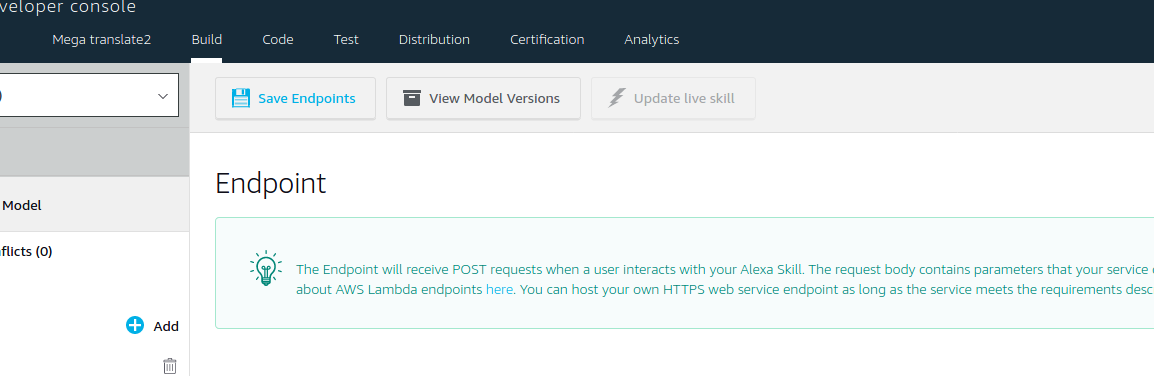 veloper console
Mega translate2 Build Code Test Distribution Certification Analytics
)
Save Endpoints View Model Versions Update live skill
Endpoint
Model
flicts (0)
The Endpoint will receive POST requests when a user interacts with your Alexa Skill. The request body contains parameters that your service
about AWS Lambda endpoints here. You can host your own HTTPS web service endpoint as long as the service meets the requirements desc
Add